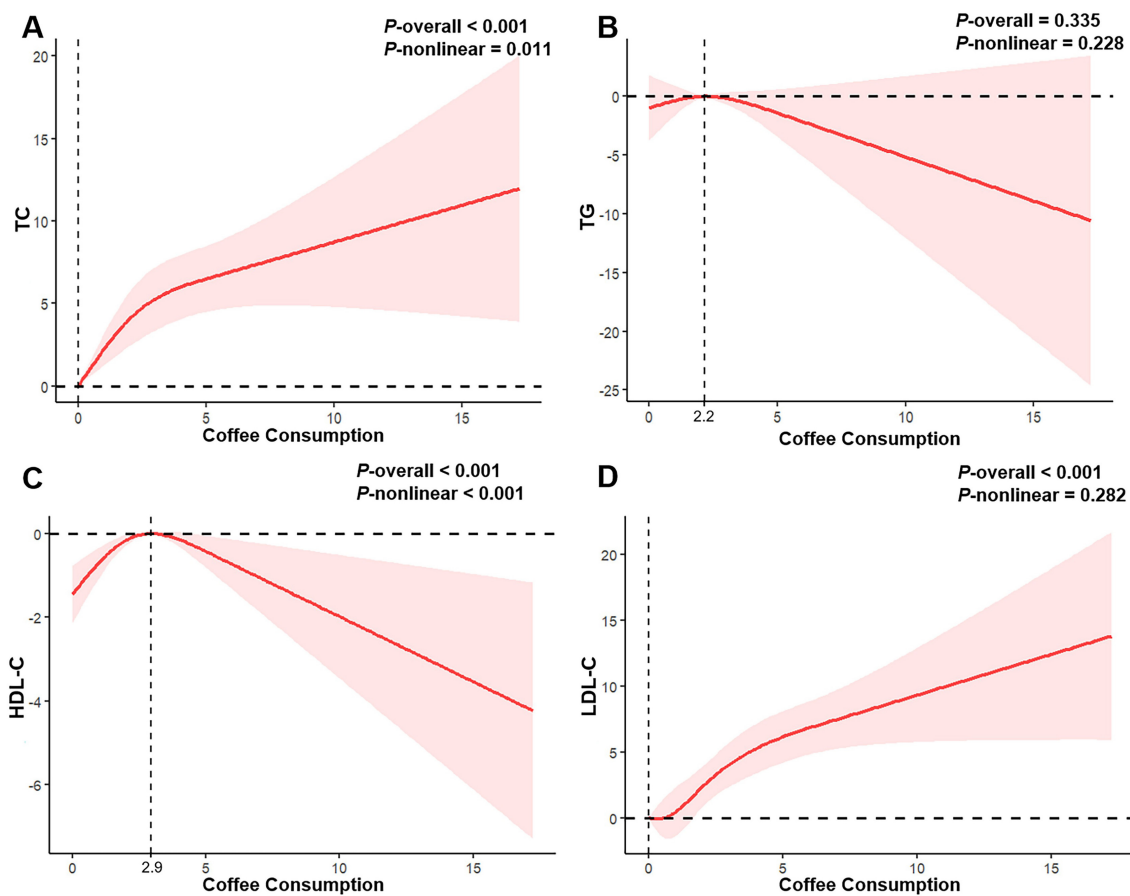 A
P-overall < 0.001
P-nonlinear = 0.011
TC
20
15
10
5
0
0 5 10 15
Coffee Consumption
B
P-overall = 0.335
P-nonlinear = 0.228
TG
0
-5
-10
-15
-20
-25
0 2.2 5 10 15
Coffee Consumption
C
P-overall < 0.001
P-nonlinear < 0.001
HDL-C
0
-2
-4
-6
0 2.9 5 10 15
Coffee Consumption
D
P-overall < 0.001
P-nonlinear = 0.282
LDL-C
20
15
10
5
0
0 5 10 15
Coffee Consumption